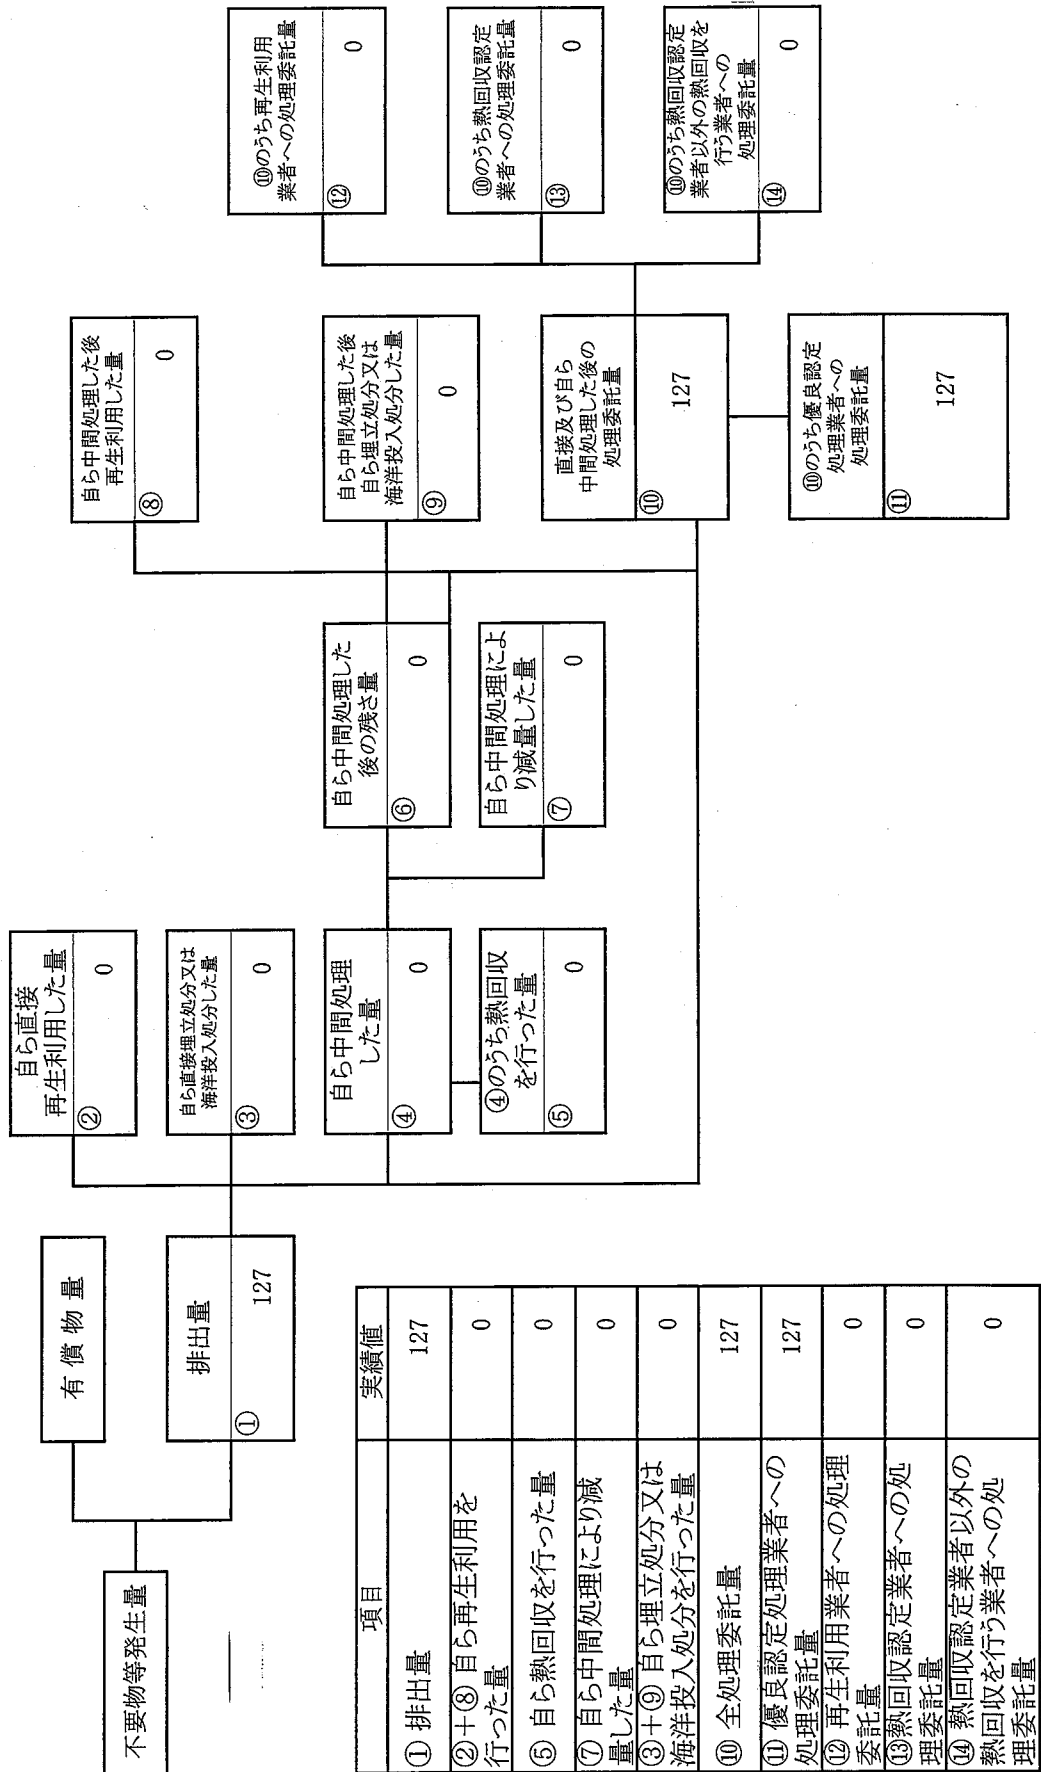 不要物等発生量
有償物量
排出量
①
127
自ら直接
再生利用した量
②
0
自ら直接埋立処分又は
海洋投入処分した量
③
0
自ら中間処理
した量
④
0
④のうち熱回収
を行った量
⑤
0
自ら中間処理した
後の残さ量
⑥
0
自ら中間処理によ
り減量した量
⑦
0
自ら中間処理した後
再生利用した量
⑧
0
自ら中間処理した後
自ら埋立処分又は
海洋投入処分した量
⑨
0
直接及び自ら
中間処理した後の
処理委託量
⑩
127
⑩のうち優良認定
処理業者への
処理委託量
⑪
127
⑩のうち再生利用
業者への処理委託量
⑫
0
⑩のうち熱回収認定
業者への処理委託量
⑬
0
⑩のうち熱回収認定
業者以外の熱回収を
行う業者への
処理委託量
⑭
0
項目 実績値
① 排出量 127
②+⑧ 自ら再生利用を
行った量 0
⑤ 自ら熱回収を行った量 0
⑦ 自ら中間処理により減
量した量 0
③+⑨ 自ら埋立処分又は
海洋投入処分を行った量 0
⑩ 全処理委託量 127
⑪ 優良認定処理業者への
処理委託量 127
⑫ 再生利用業者への処理
委託量 0
⑬熱回収認定業者への処
理委託量 0
⑭ 熱回収認定業者以外の
熱回収を行う業者への処
理委託量 0